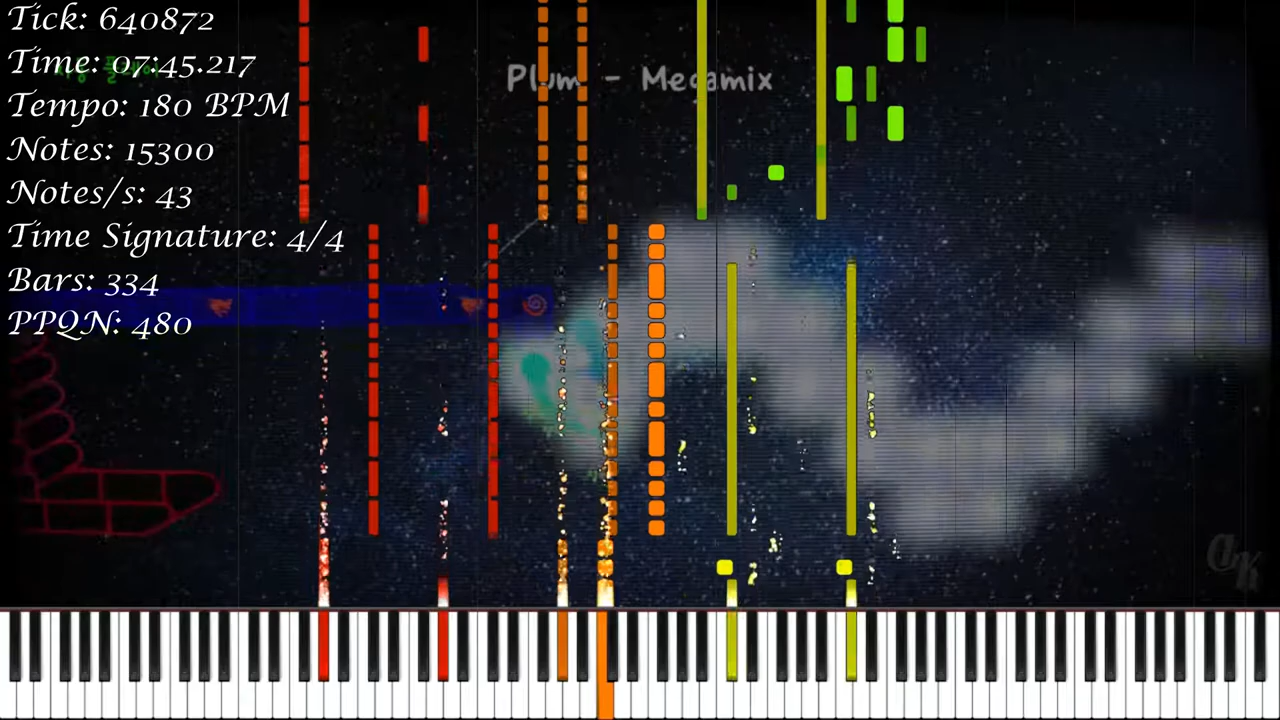 Tick: 640872
Time: 07:45.217
Plum - Megamix
Tempo: 180 BPM
Notes: 15300
Notes/s: 43
Time Signature: 4/4
Bars: 334
PPQN: 480